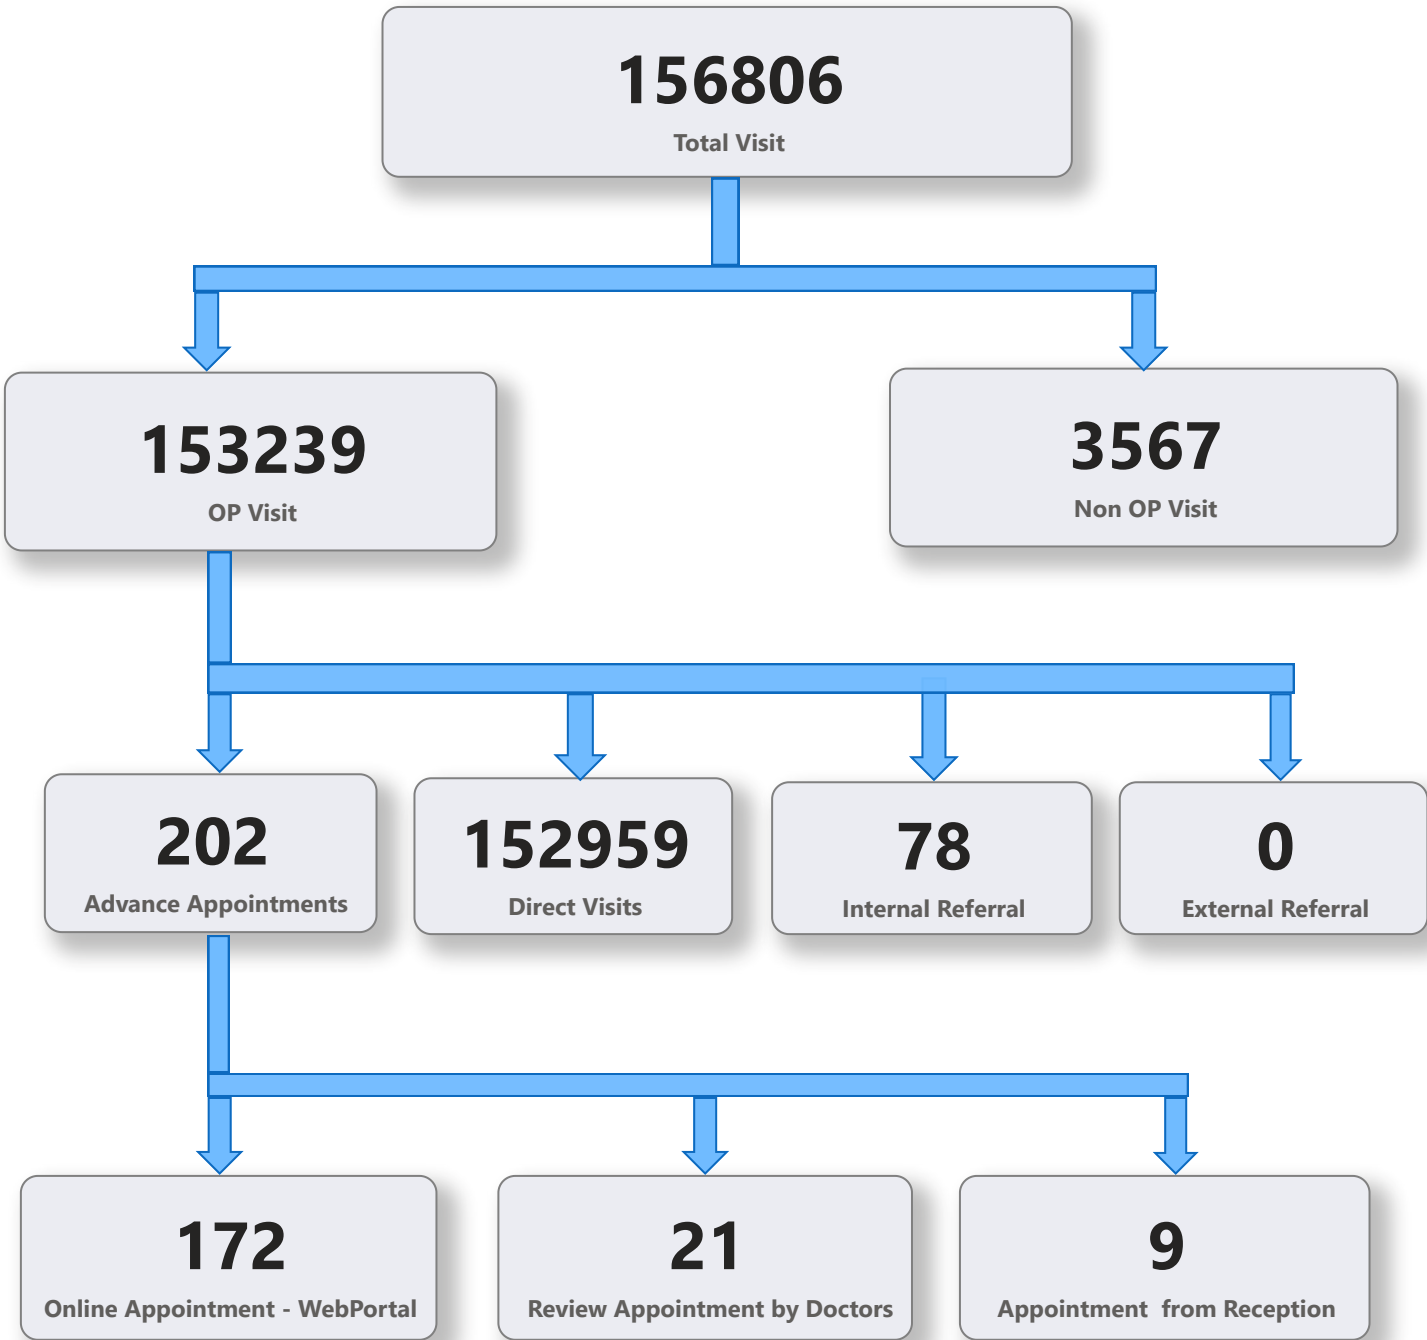 156806
Total Visit
153239
OP Visit
3567
Non OP Visit
202
Advance Appointments
152959
Direct Visits
78
Internal Referral
0
External Referral
172
Online Appointment - WebPortal
21
Review Appointment by Doctors
9
Appointment  from Reception